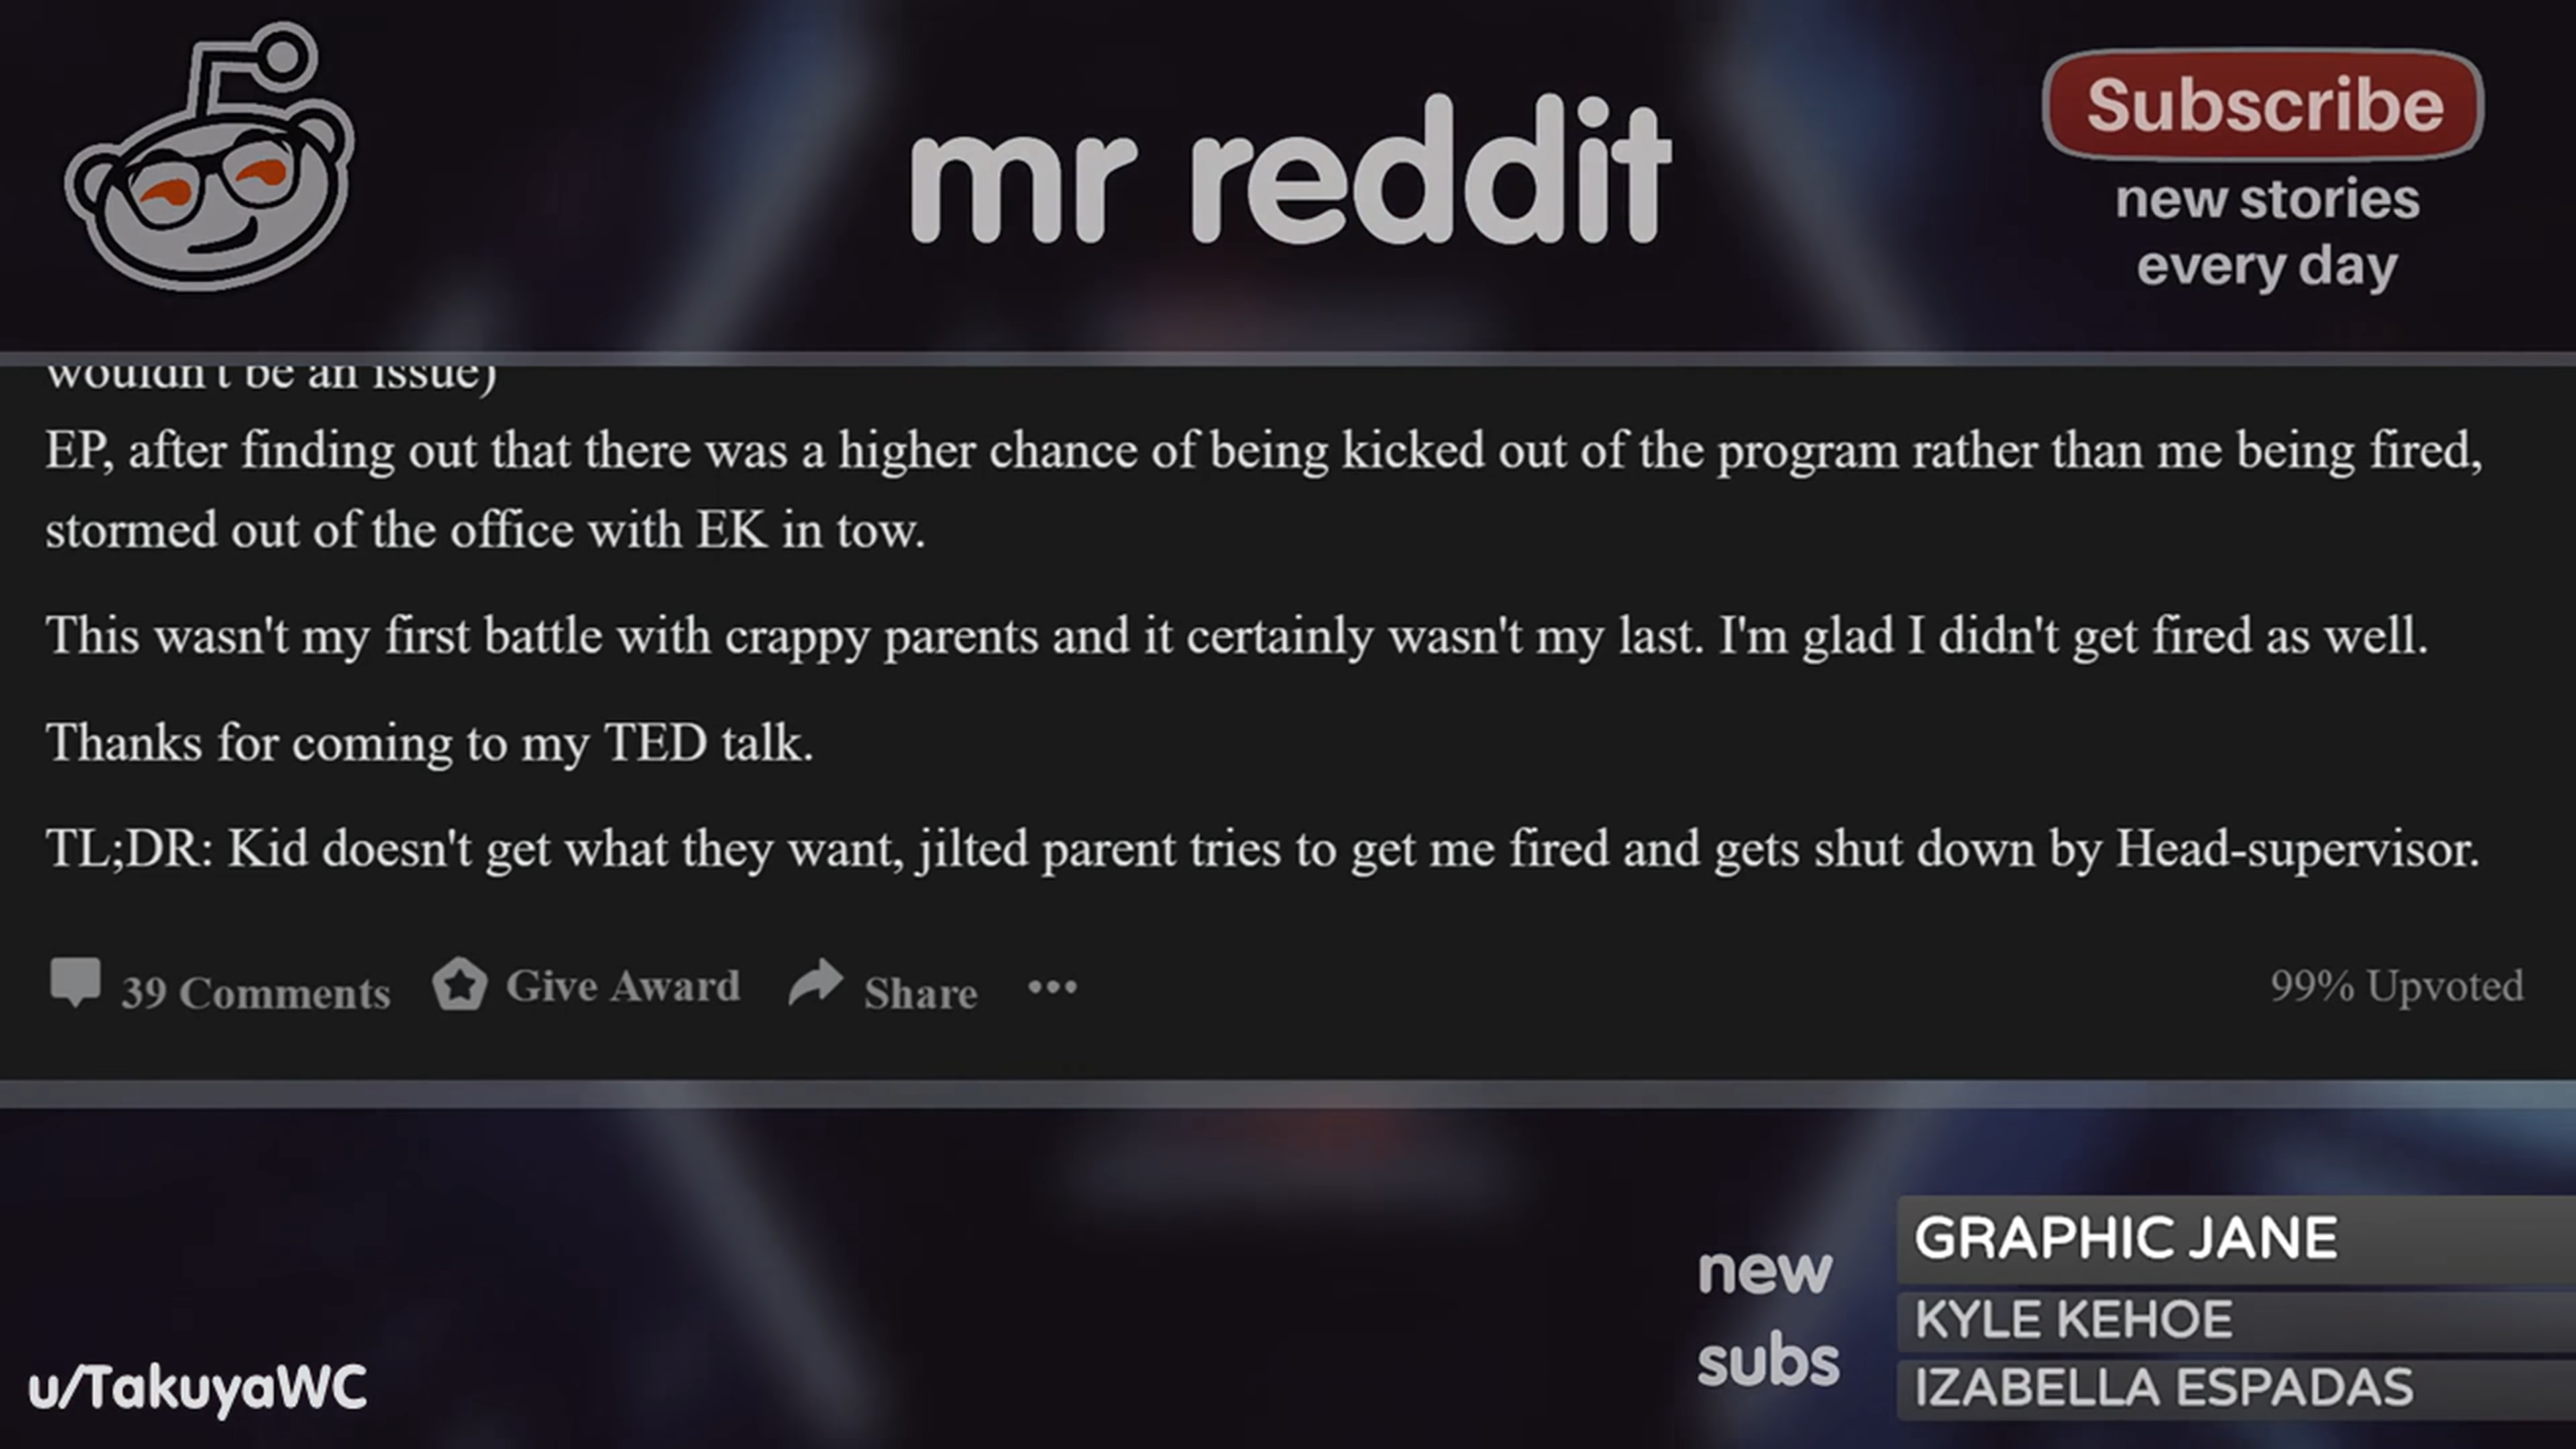 mr reddit
Subscribe
new stories
every day
wouldn't be an issue)
EP, after finding out that there was a higher chance of being kicked out of the program rather than me being fired,
stormed out of the office with EK in tow.
This wasn't my first battle with crappy parents and it certainly wasn't my last. I'm glad I didn't get fired as well.
Thanks for coming to my TED talk.
TL;DR: Kid doesn't get what they want, jilted parent tries to get me fired and gets shut down by Head-supervisor.
39 Comments Give Award Share ••• 99% Upvoted
new
subs
GRAPHIC JANE
KYLE KEHOE
IZABELLA ESPADAS
u/TakuyaWC